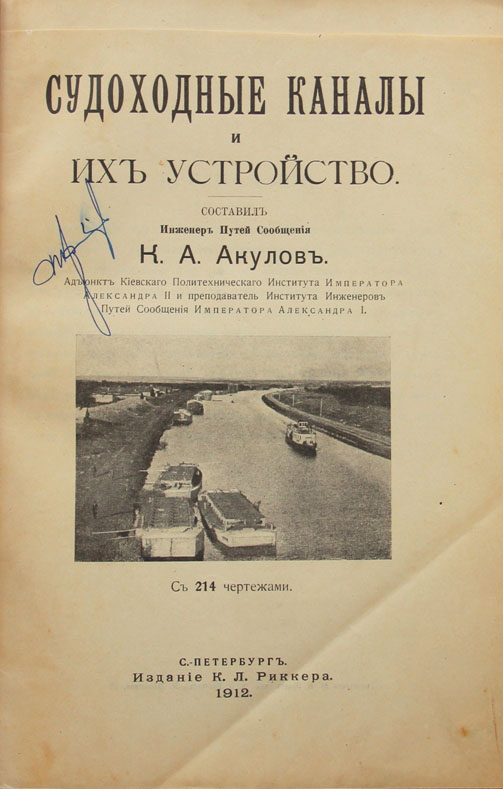 СУДОХОДНЫЕ КАНАЛЫ
И
ИХЪ УСТРОЙСТВО.
СОСТАВИЛЪ
Инженеръ Путей Сообщенія
К. А. Акуловъ.
Адъюнктъ Кіевскаго Политехническаго Института ИМПЕРАТОРА
АЛЕКСАНДРА II и преподаватель Института Инженеровъ
Путей Сообщенія ИМПЕРАТОРА АЛЕКСАНДРА I.
Съ 214 чертежами.
С.-ПЕТЕРБУРГЪ.
Изданіе К. Л. Риккера.
1912.